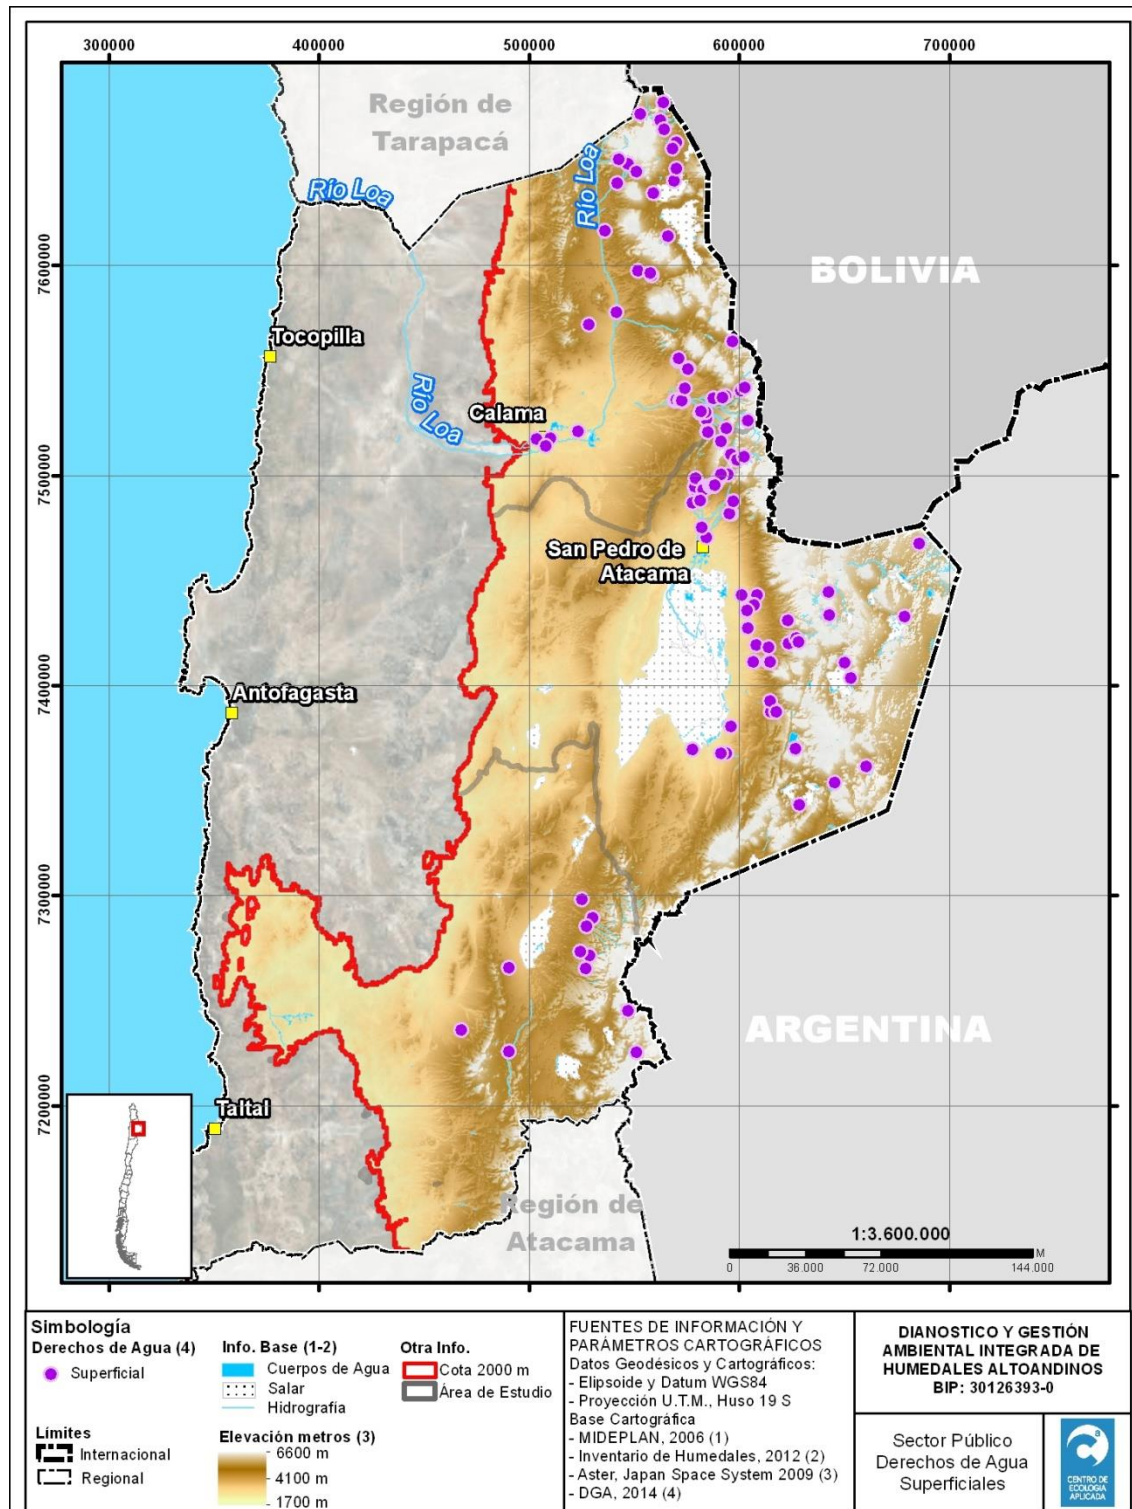 300000 400000 500000 600000 700000
Región de
Tarapacá
Río Loa
Río Loa
7600000
BOLIVIA
Tocopilla
Río Loa
Calama
7500000
San Pedro de
Atacama
7400000
Antofagasta
7300000
ARGENTINA
7200000
Taltal
Región de
Atacama
1:3.600.000
M
0 36.000 72.000 144.000
Simbología
Derechos de Agua (4)
Superficial
Límites
Internacional
Regional
Info. Base (1-2)
Cuerpos de Agua
Salar
Hidrografía
Elevación metros (3)
6600 m
4100 m
1700 m
Otra Info.
Cota 2000 m
Área de Estudio
FUENTES DE INFORMACIÓN Y
PARÁMETROS CARTOGRÁFICOS
Datos Geodésicos y Cartográficos:
- Elipsoide y Datum WGS84
- Proyección U.T.M., Huso 19 S
Base Cartográfica
- MIDEPLAN, 2006 (1)
- Inventario de Humedales, 2012 (2)
- Aster, Japan Space System 2009 (3)
- DGA, 2014 (4)
DIANOSTICO Y GESTIÓN
AMBIENTAL INTEGRADA DE
HUMEDALES ALTOANDINOS
BIP: 30126393-0
Sector Público
Derechos de Agua
Superficiales
CENTRO DE
ECOLOGIA
APLICADA